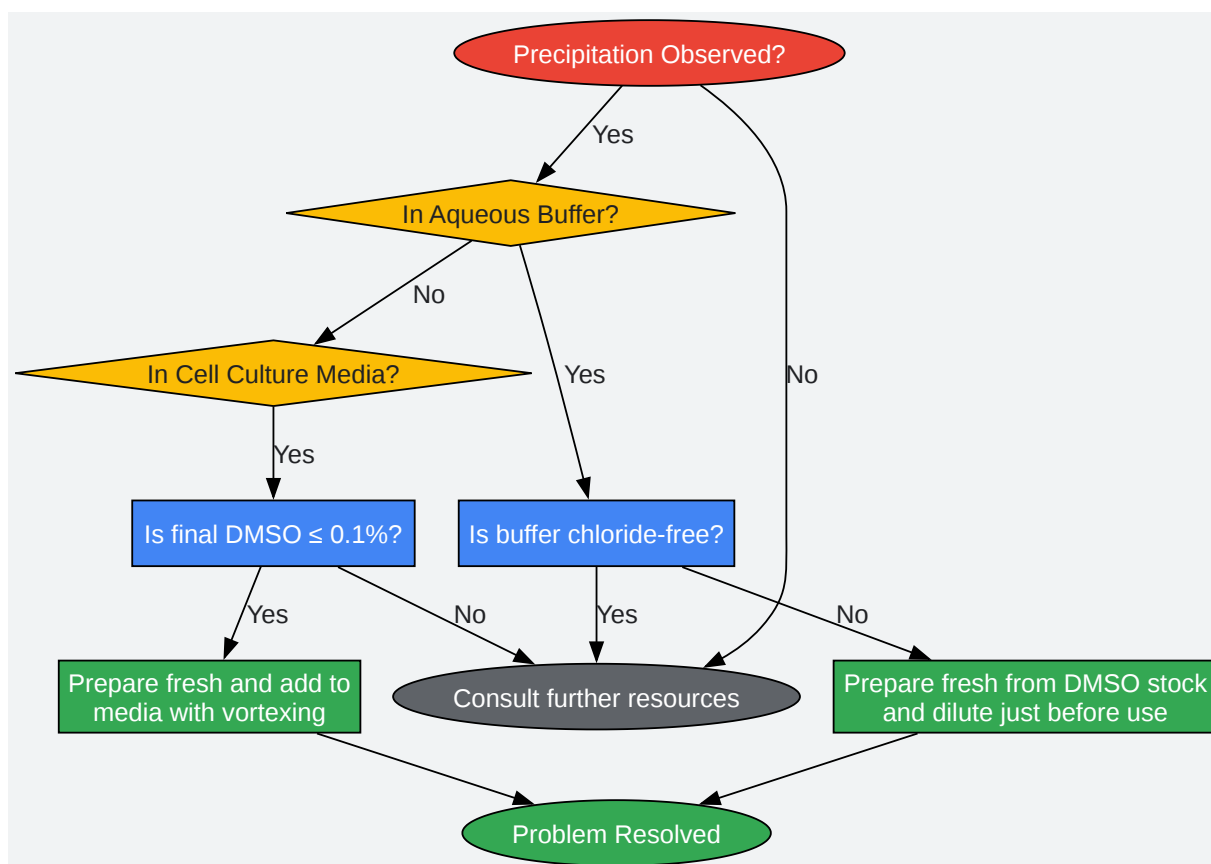 Precipitation Observed?
Yes
In Aqueous Buffer?
No
In Cell Culture Media?
Yes
No
Yes
Is final DMSO ≤ 0.1%?
Is buffer chloride-free?
Yes
No
Yes
No
Prepare fresh and add to
media with vortexing
Consult further resources
Prepare fresh from DMSO stock
and dilute just before use
Problem Resolved